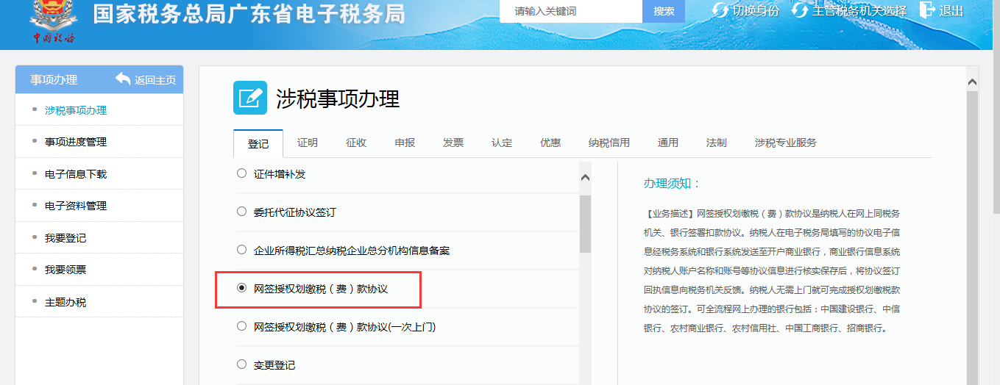 国家税务总局广东省电子税务局
中国税务
请输入关键词
搜索
切换身份
主管税务机关选择
退出
事项办理
返回主页
涉税事项办理
事项进度管理
电子信息下载
电子资料管理
我要登记
我要领票
主题办税
涉税事项办理
登记 证明 征收 申报 发票 认定 优惠 纳税信用 通用 法制 涉税专业服务
证件增补发
委托代征协议签订
企业所得税汇总纳税企业总分机构信息备案
网签授权划缴税（费）款协议
网签授权划缴税（费）款协议(一次上门)
变更登记
办理须知：
【业务描述】网签授权划缴税（费）款协议是纳税人在网上同税务
机关、银行签署扣款协议。纳税人在电子税务局填写的协议电子信
息经税务系统和银行系统发送至开户商业银行，商业银行信息系统
对纳税人账户名称和账号等协议信息进行核实保存后，将协议签订
回执信息向税务机关反馈。纳税人无需上门就可完成授权划缴税款
协议的签订。可全流程网上办理的银行包括：中国建设银行、中信
银行、农村商业银行、农村信用社、中国工商银行、招商银行。